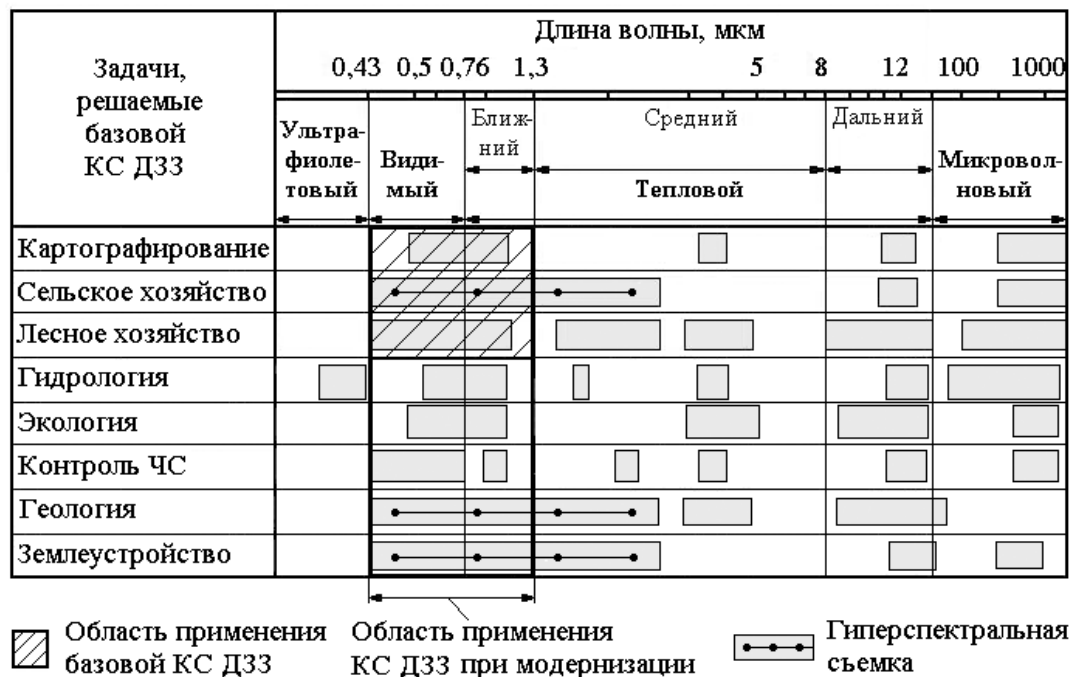 Задачи,
решаемые
базовой
КС ДЗЗ
Длина волны, мкм
0,43 0,5 0,76 1,3 5 8 12 100 1000
Ультра-
фиоле-
товый
Види-
мый
Ближ-
ний
Средний
Дальний
Тепловой
Микровол-
новый
Картографирование
Сельское хозяйство
Лесное хозяйство
Гидрология
Экология
Контроль ЧС
Геология
Землеустройство
Область применения
базовой КС ДЗЗ
Область применения
КС ДЗЗ при модернизации
Гиперспектральная
сьемка